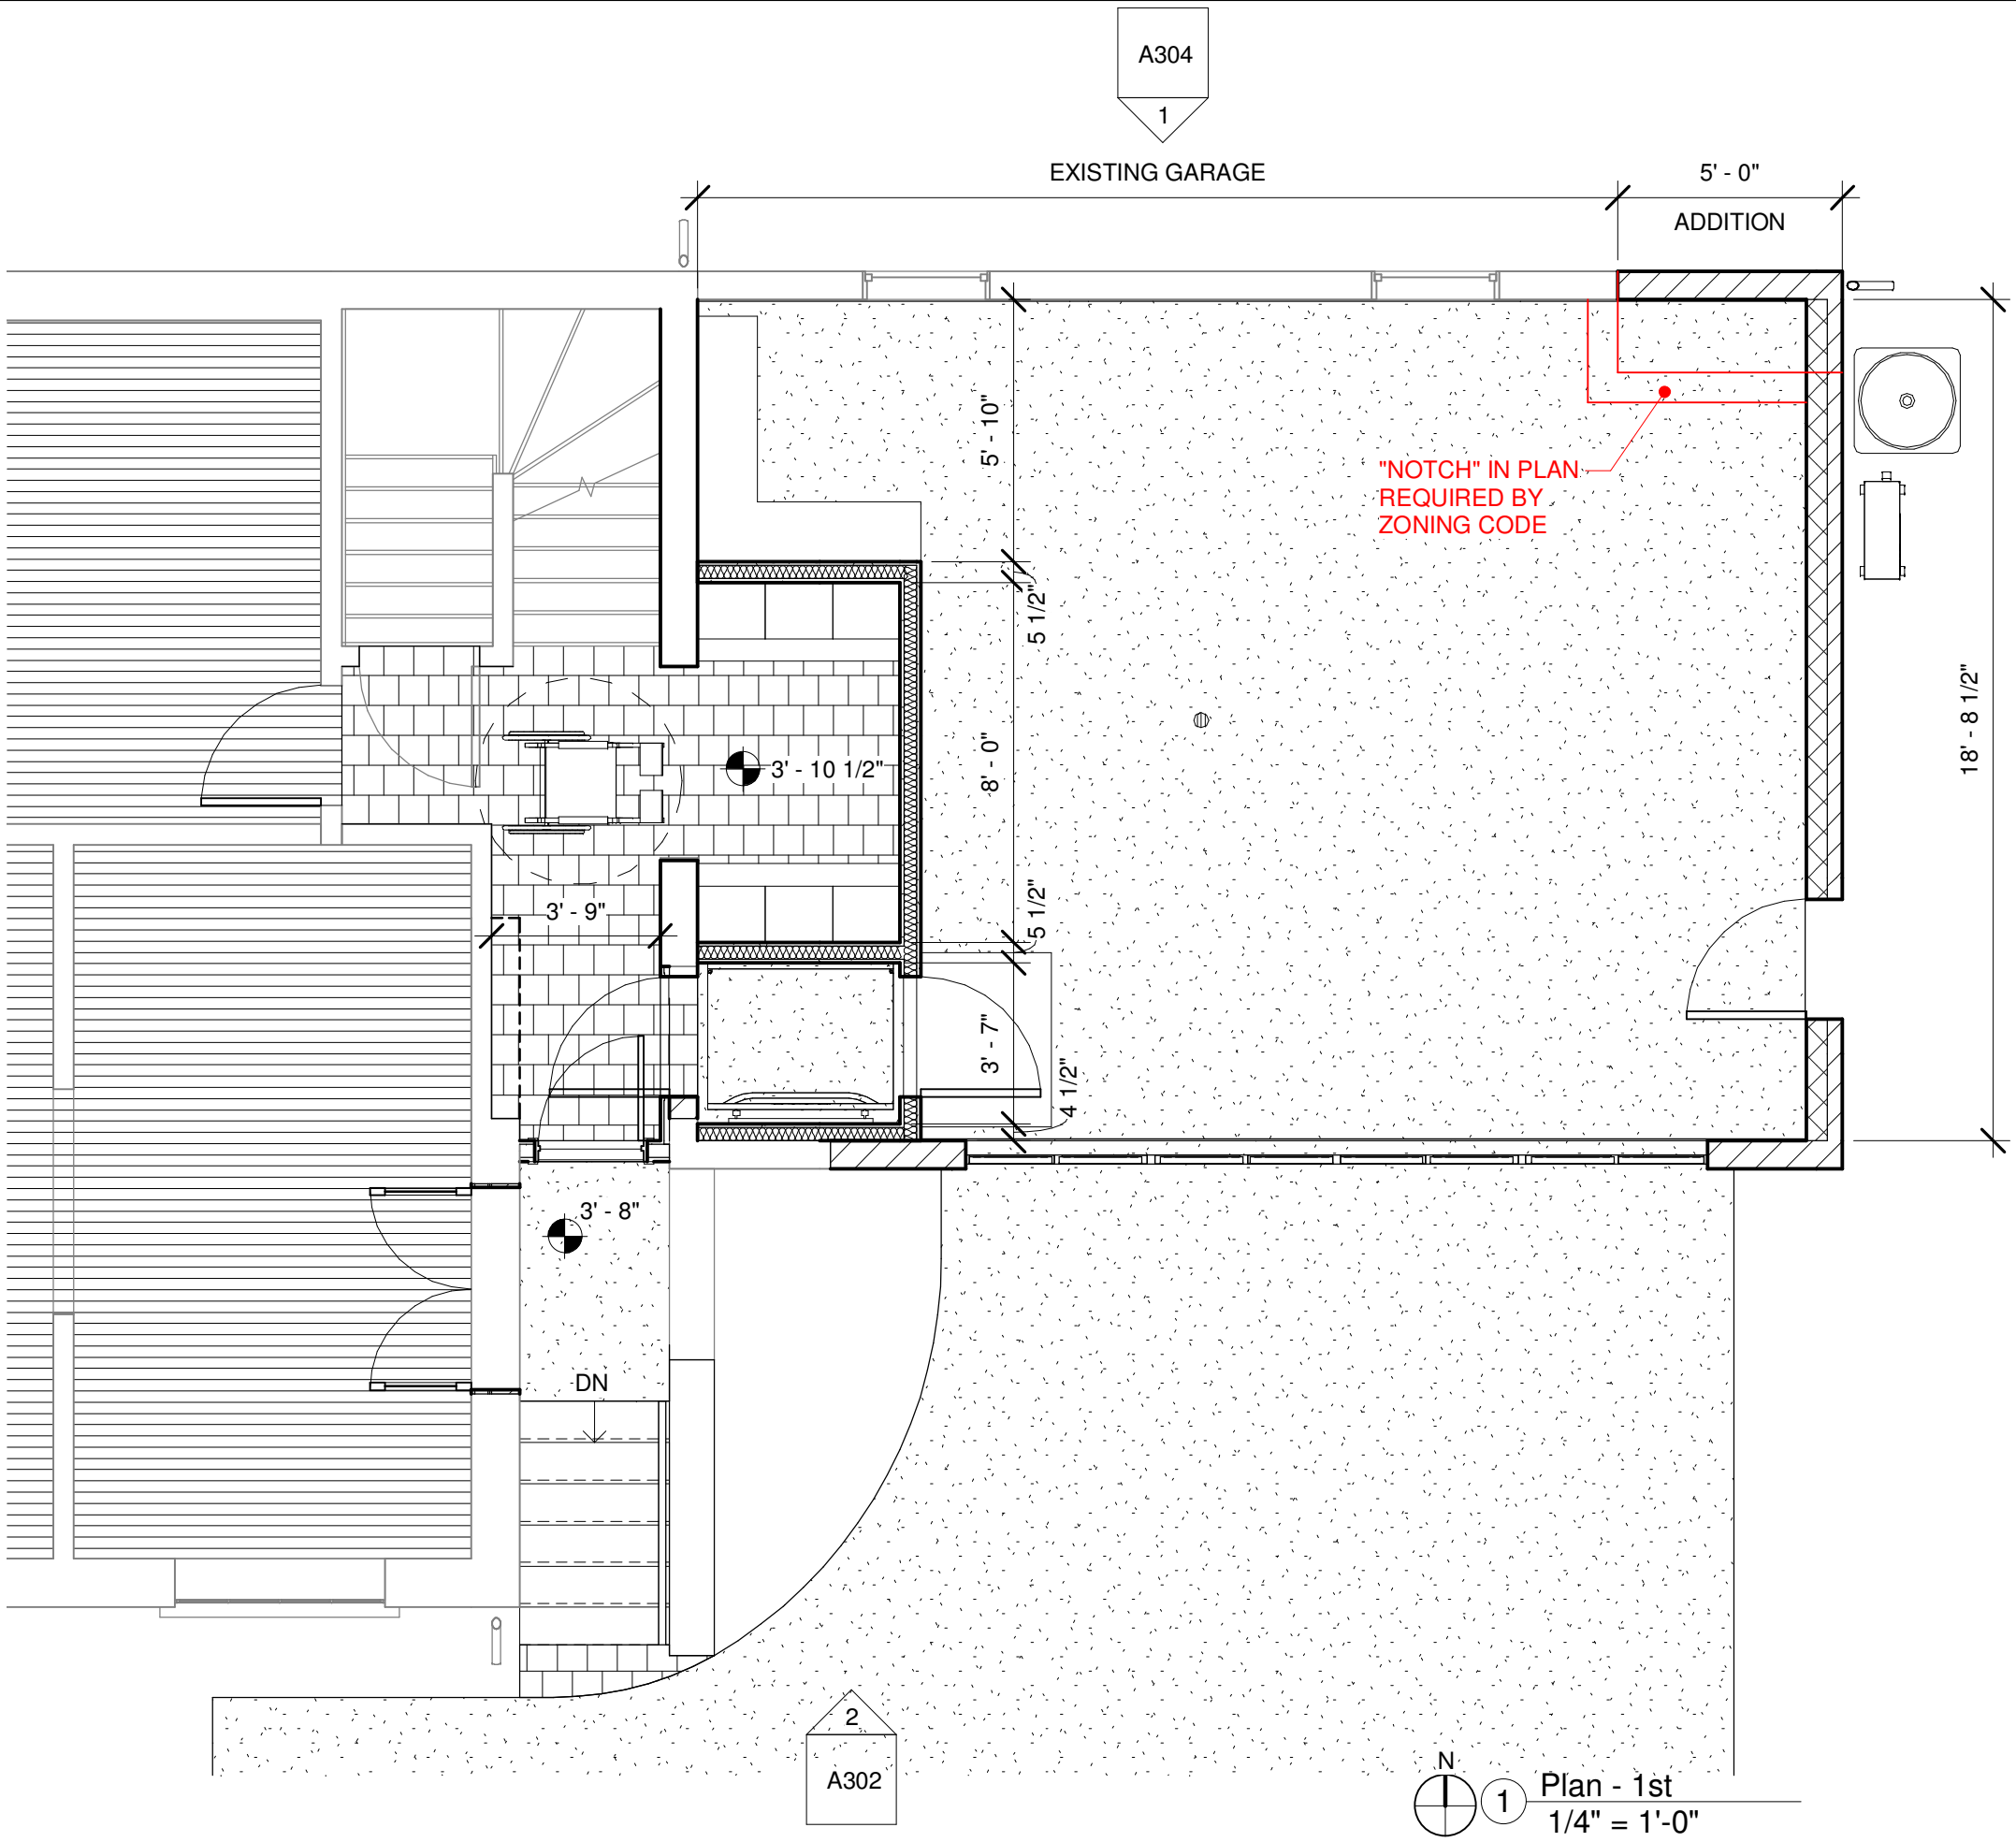 A304
1
EXISTING GARAGE
5' - 0"
ADDITION
5' - 10"
"NOTCH" IN PLAN
REQUIRED BY
ZONING CODE
5 1/2"
18' - 8 1/2"
8' - 0"
3' - 10 1/2"
5 1/2"
3' - 9"
3' - 7"
4 1/2"
3' - 8"
DN
2
A302
N
1
Plan - 1st
1/4" = 1'-0"